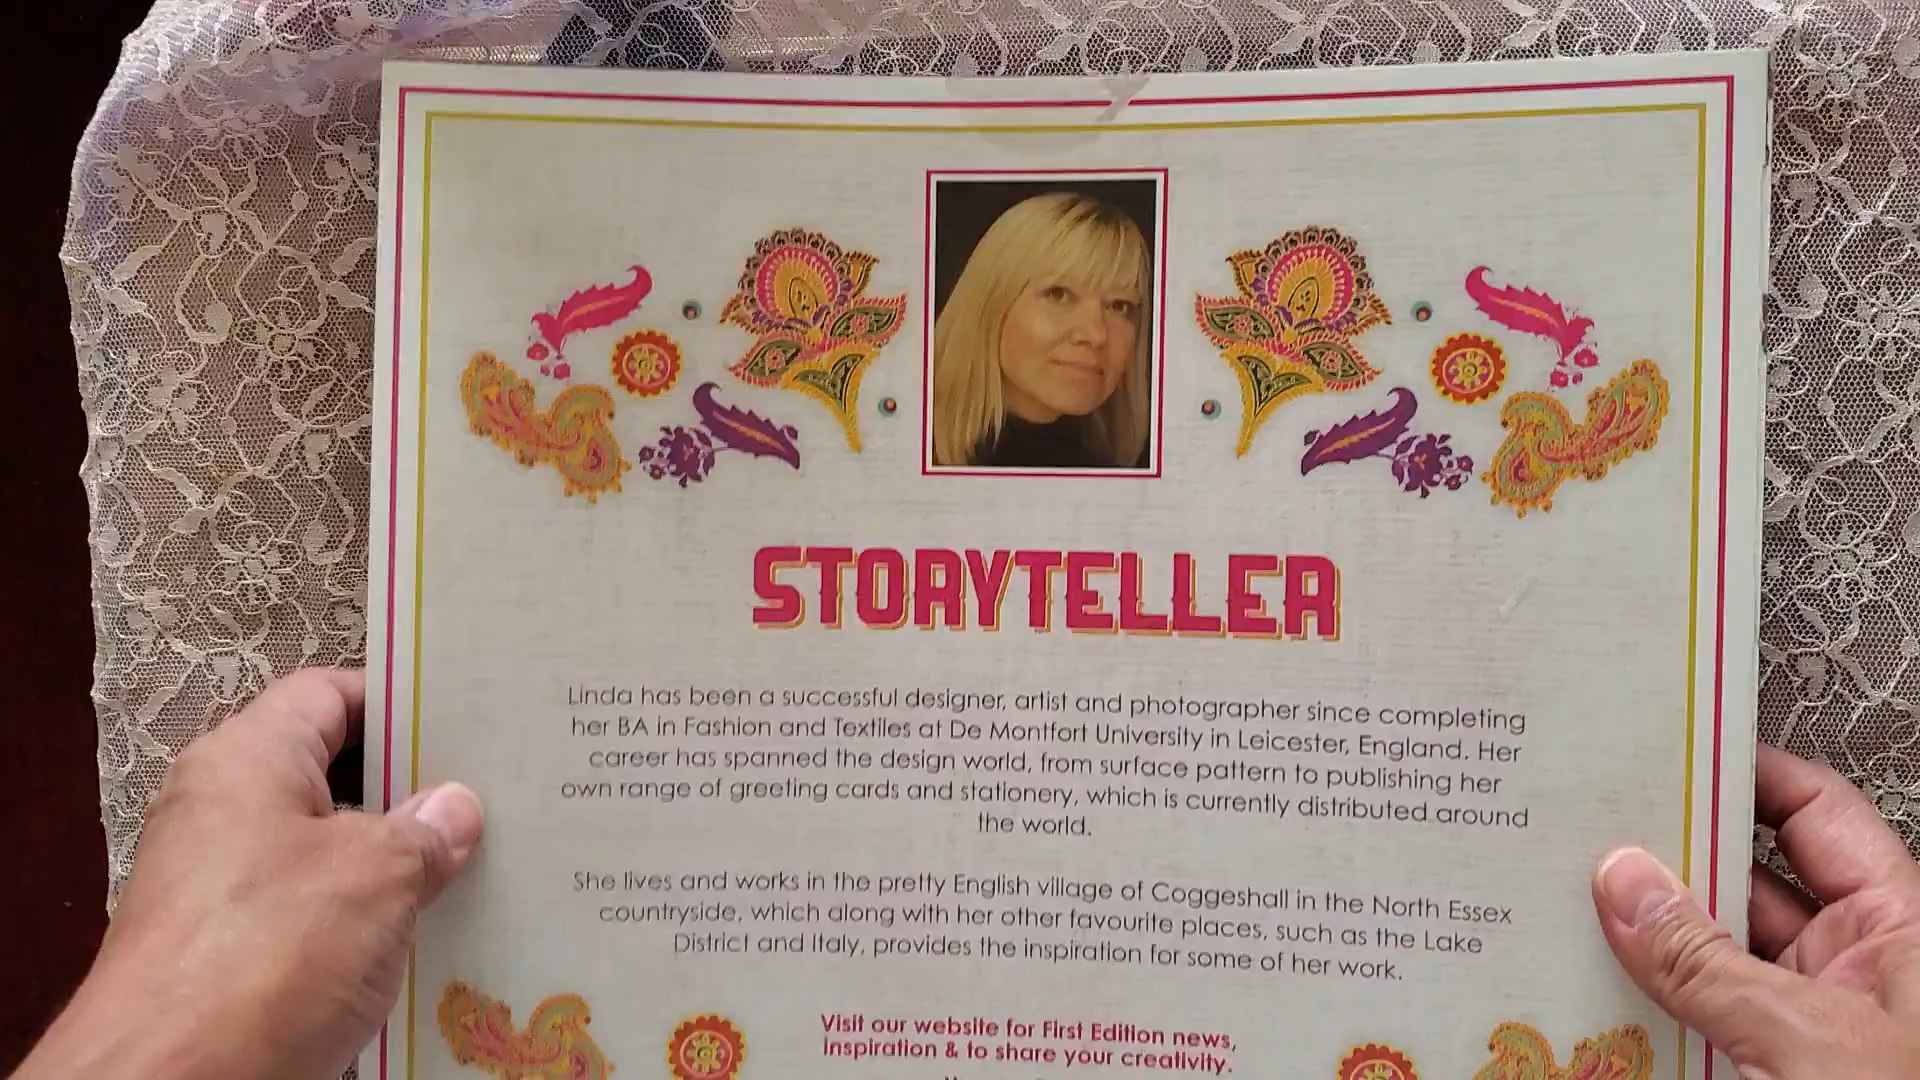 STORYTELLER
Linda has been a successful designer, artist and photographer since completing
her BA in Fashion and Textiles at De Montfort University in Leicester, England. Her
career has spanned the design world, from surface pattern to publishing her
own range of greeting cards and stationery, which is currently distributed around
the world.
She lives and works in the pretty English village of Coggeshall in the North Essex
countryside, which along with her other favourite places, such as the Lake
District and Italy, provides the inspiration for some of her work.
Visit our website for First Edition news,
inspiration & to share your creativity.